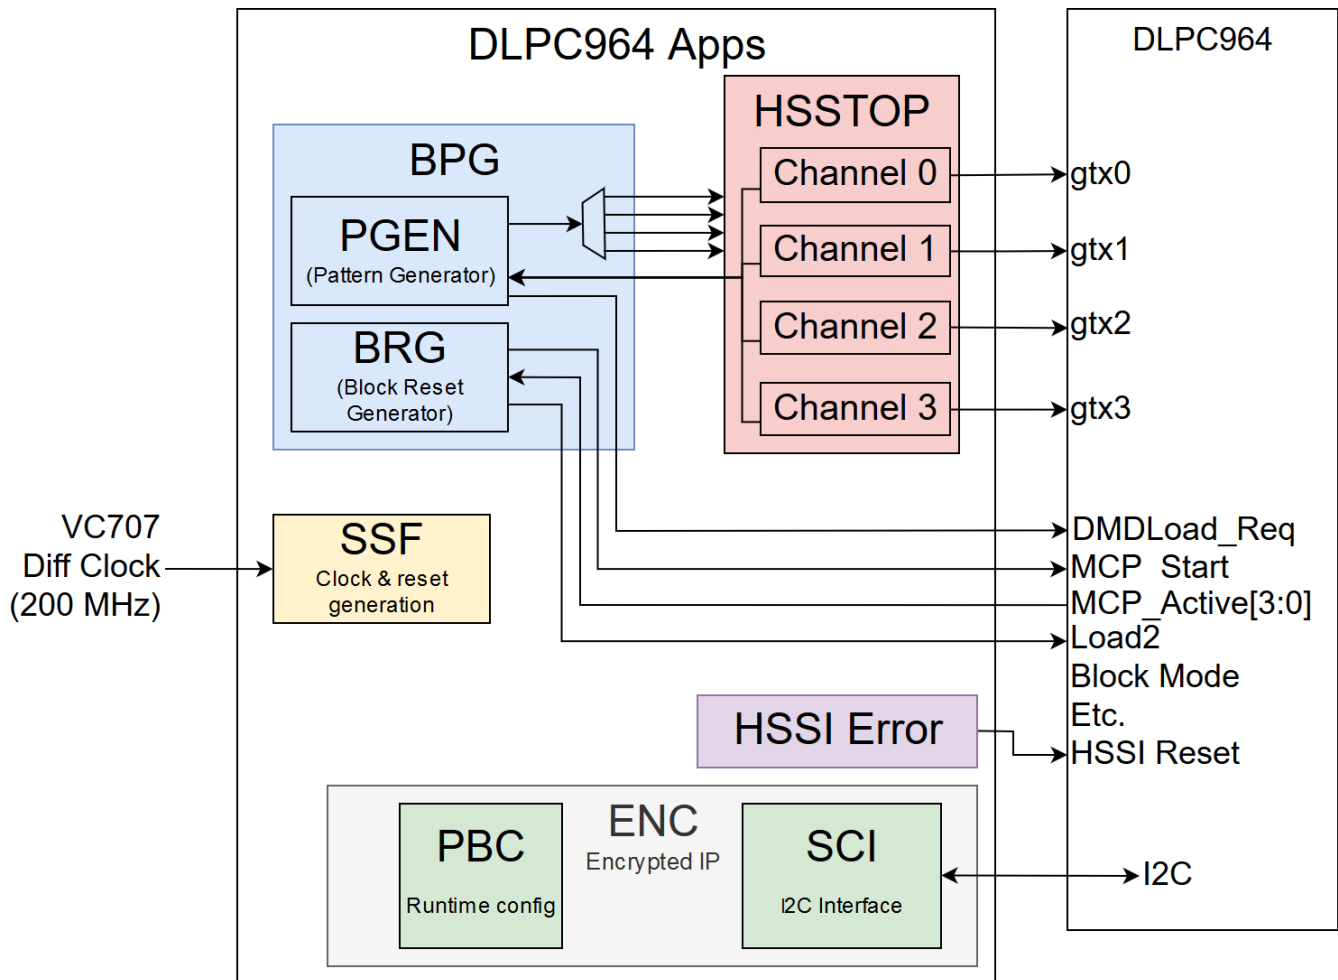 DLPC964 Apps
DLPC964
HSSTOP
BPG
Channel 0
gtx0
PGEN
(Pattern Generator)
Channel 1
gtx1
Channel 2
gtx2
BRG
(Block Reset
Generator)
Channel 3
gtx3
VC707
Diff Clock
(200 MHz)
SSF
Clock & reset
generation
DMDLoad_Req
MCP_Start
MCP_Active[3:0]
Load2
Block Mode
Etc.
HSSI Error
HSSI Reset
PBC
Runtime config
ENC
Encrypted IP
SCI
I2C Interface
I2C